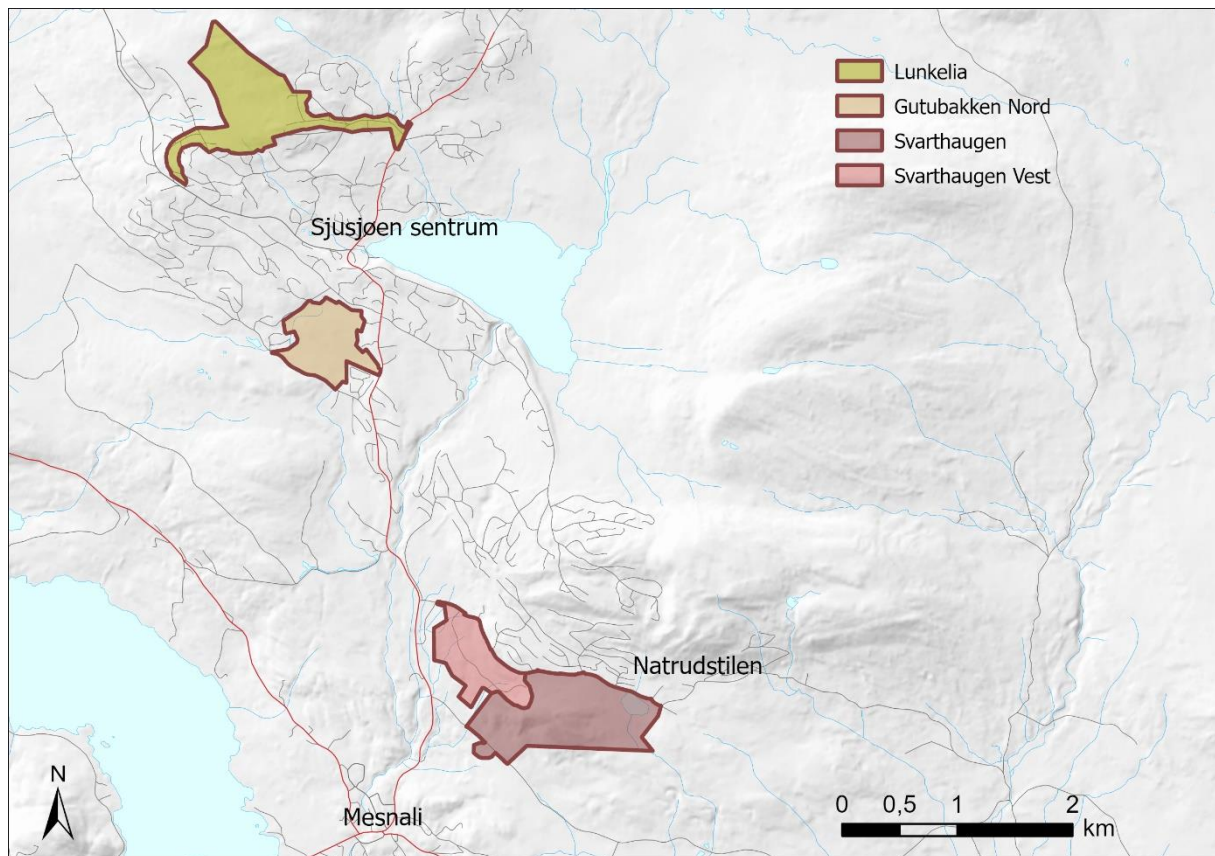 Lunkelia
Gutubakken Nord
Svarthaugen
Svarthaugen Vest
Sjusjøen sentrum
Natrudstilen
Mesnali
N
0 0,5 1 2
km